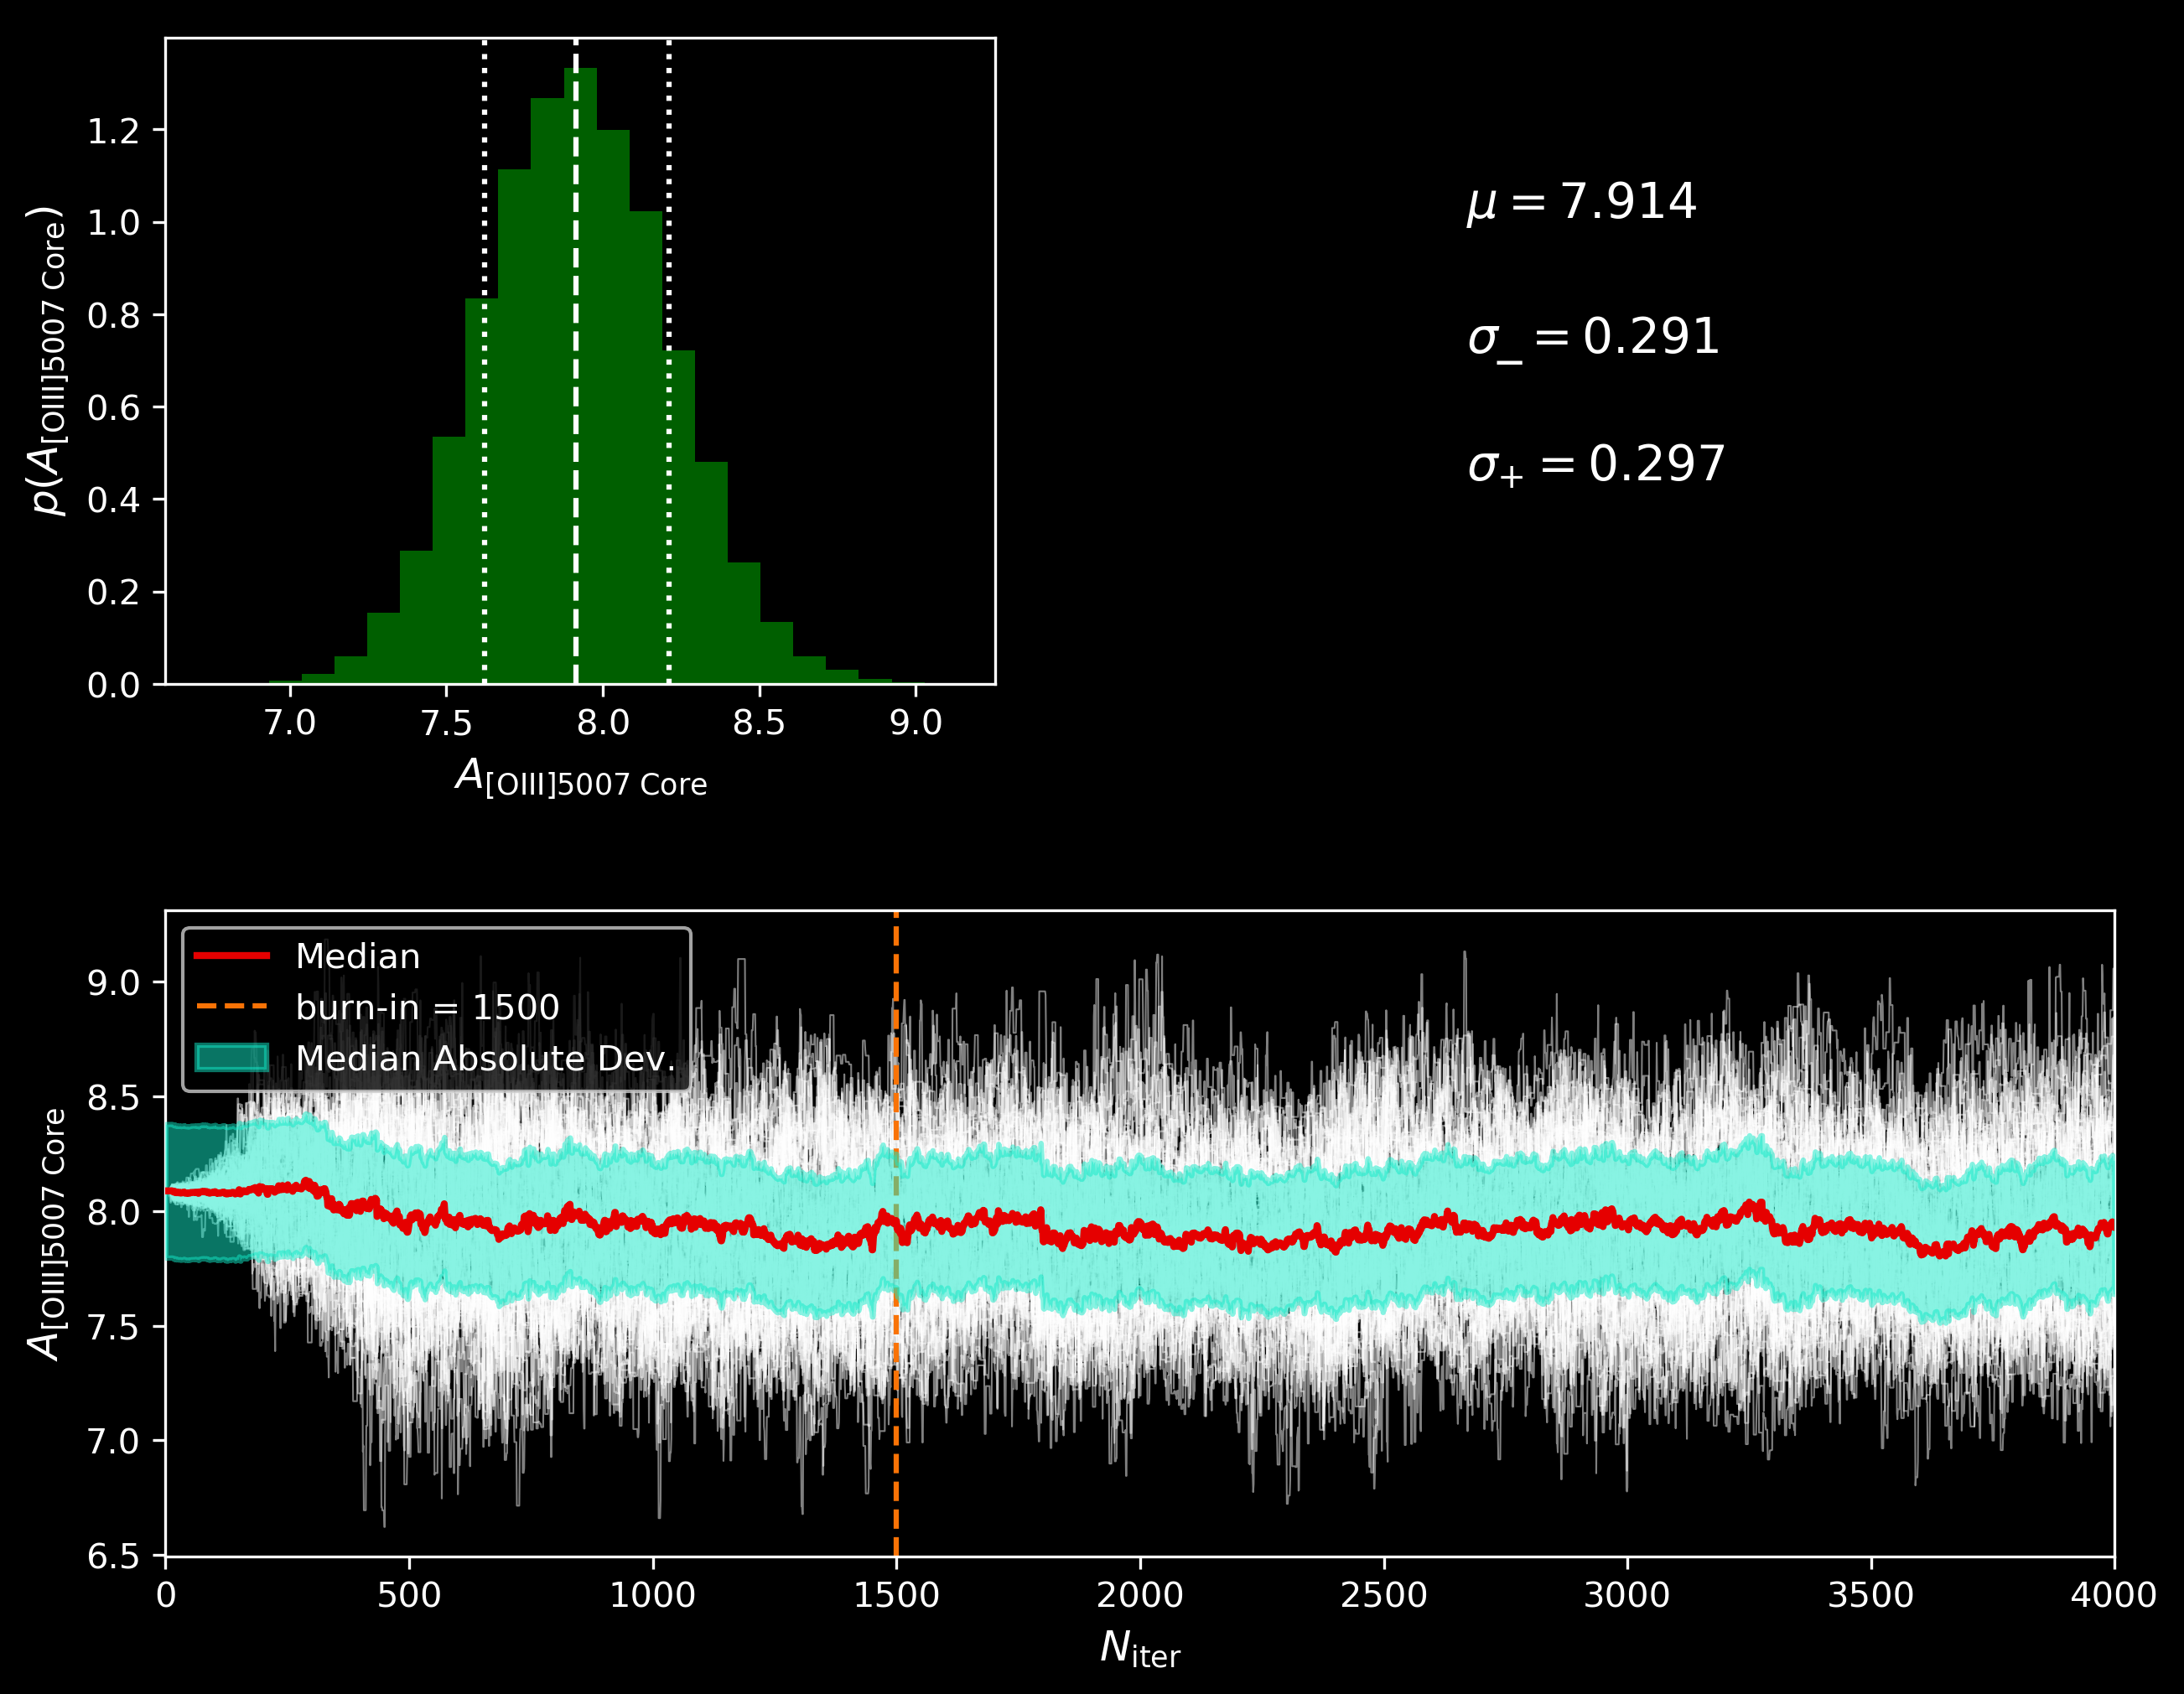 1.2
1.0
0.8
0.6
0.4
0.2
0.0
p(A[OIII]5007 Core)
7.0 7.5 8.0 8.5 9.0
A[OIII]5007 Core
μ = 7.914
σ− = 0.291
σ+ = 0.297
Median
burn-in = 1500
Median Absolute Dev.
9.0
8.5
8.0
7.5
7.0
6.5
A[OIII]5007 Core
0 500 1000 1500 2000 2500 3000 3500 4000
Niter